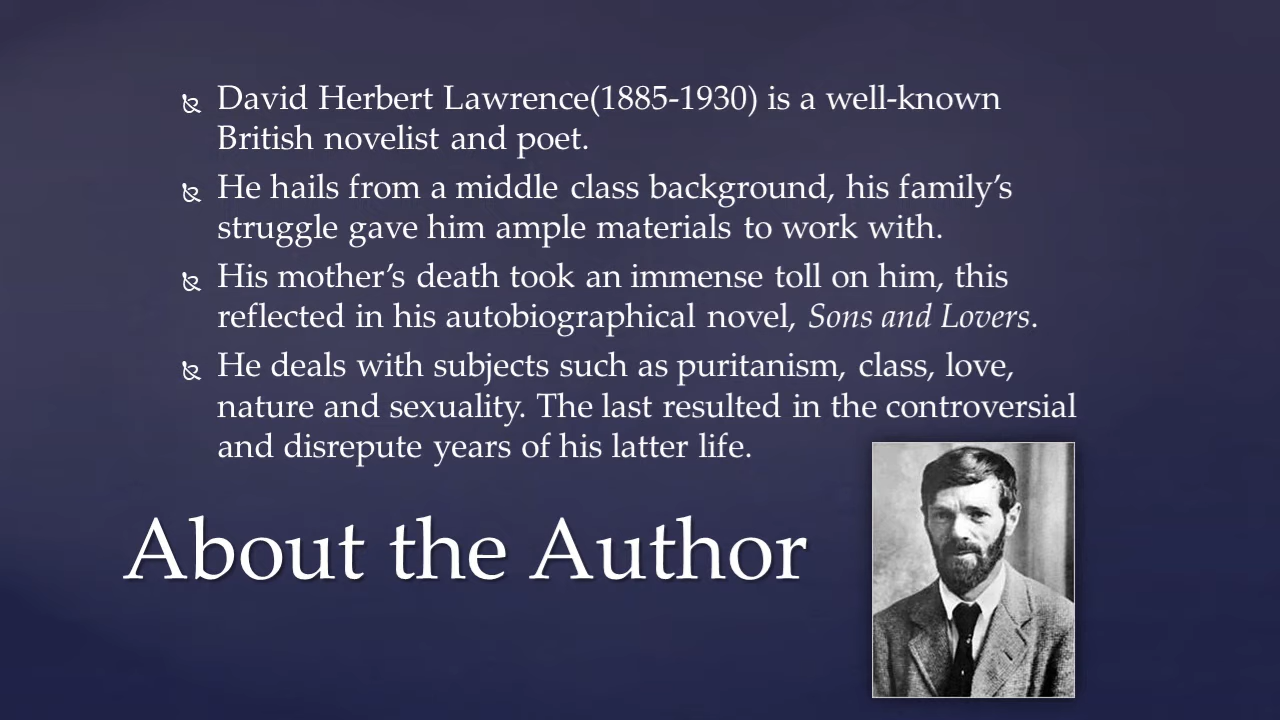 David Herbert Lawrence(1885-1930) is a well-known
British novelist and poet.
He hails from a middle class background, his family’s
struggle gave him ample materials to work with.
His mother’s death took an immense toll on him, this
reflected in his autobiographical novel, Sons and Lovers.
He deals with subjects such as puritanism, class, love,
nature and sexuality. The last resulted in the controversial
and disrepute years of his latter life.
About the Author